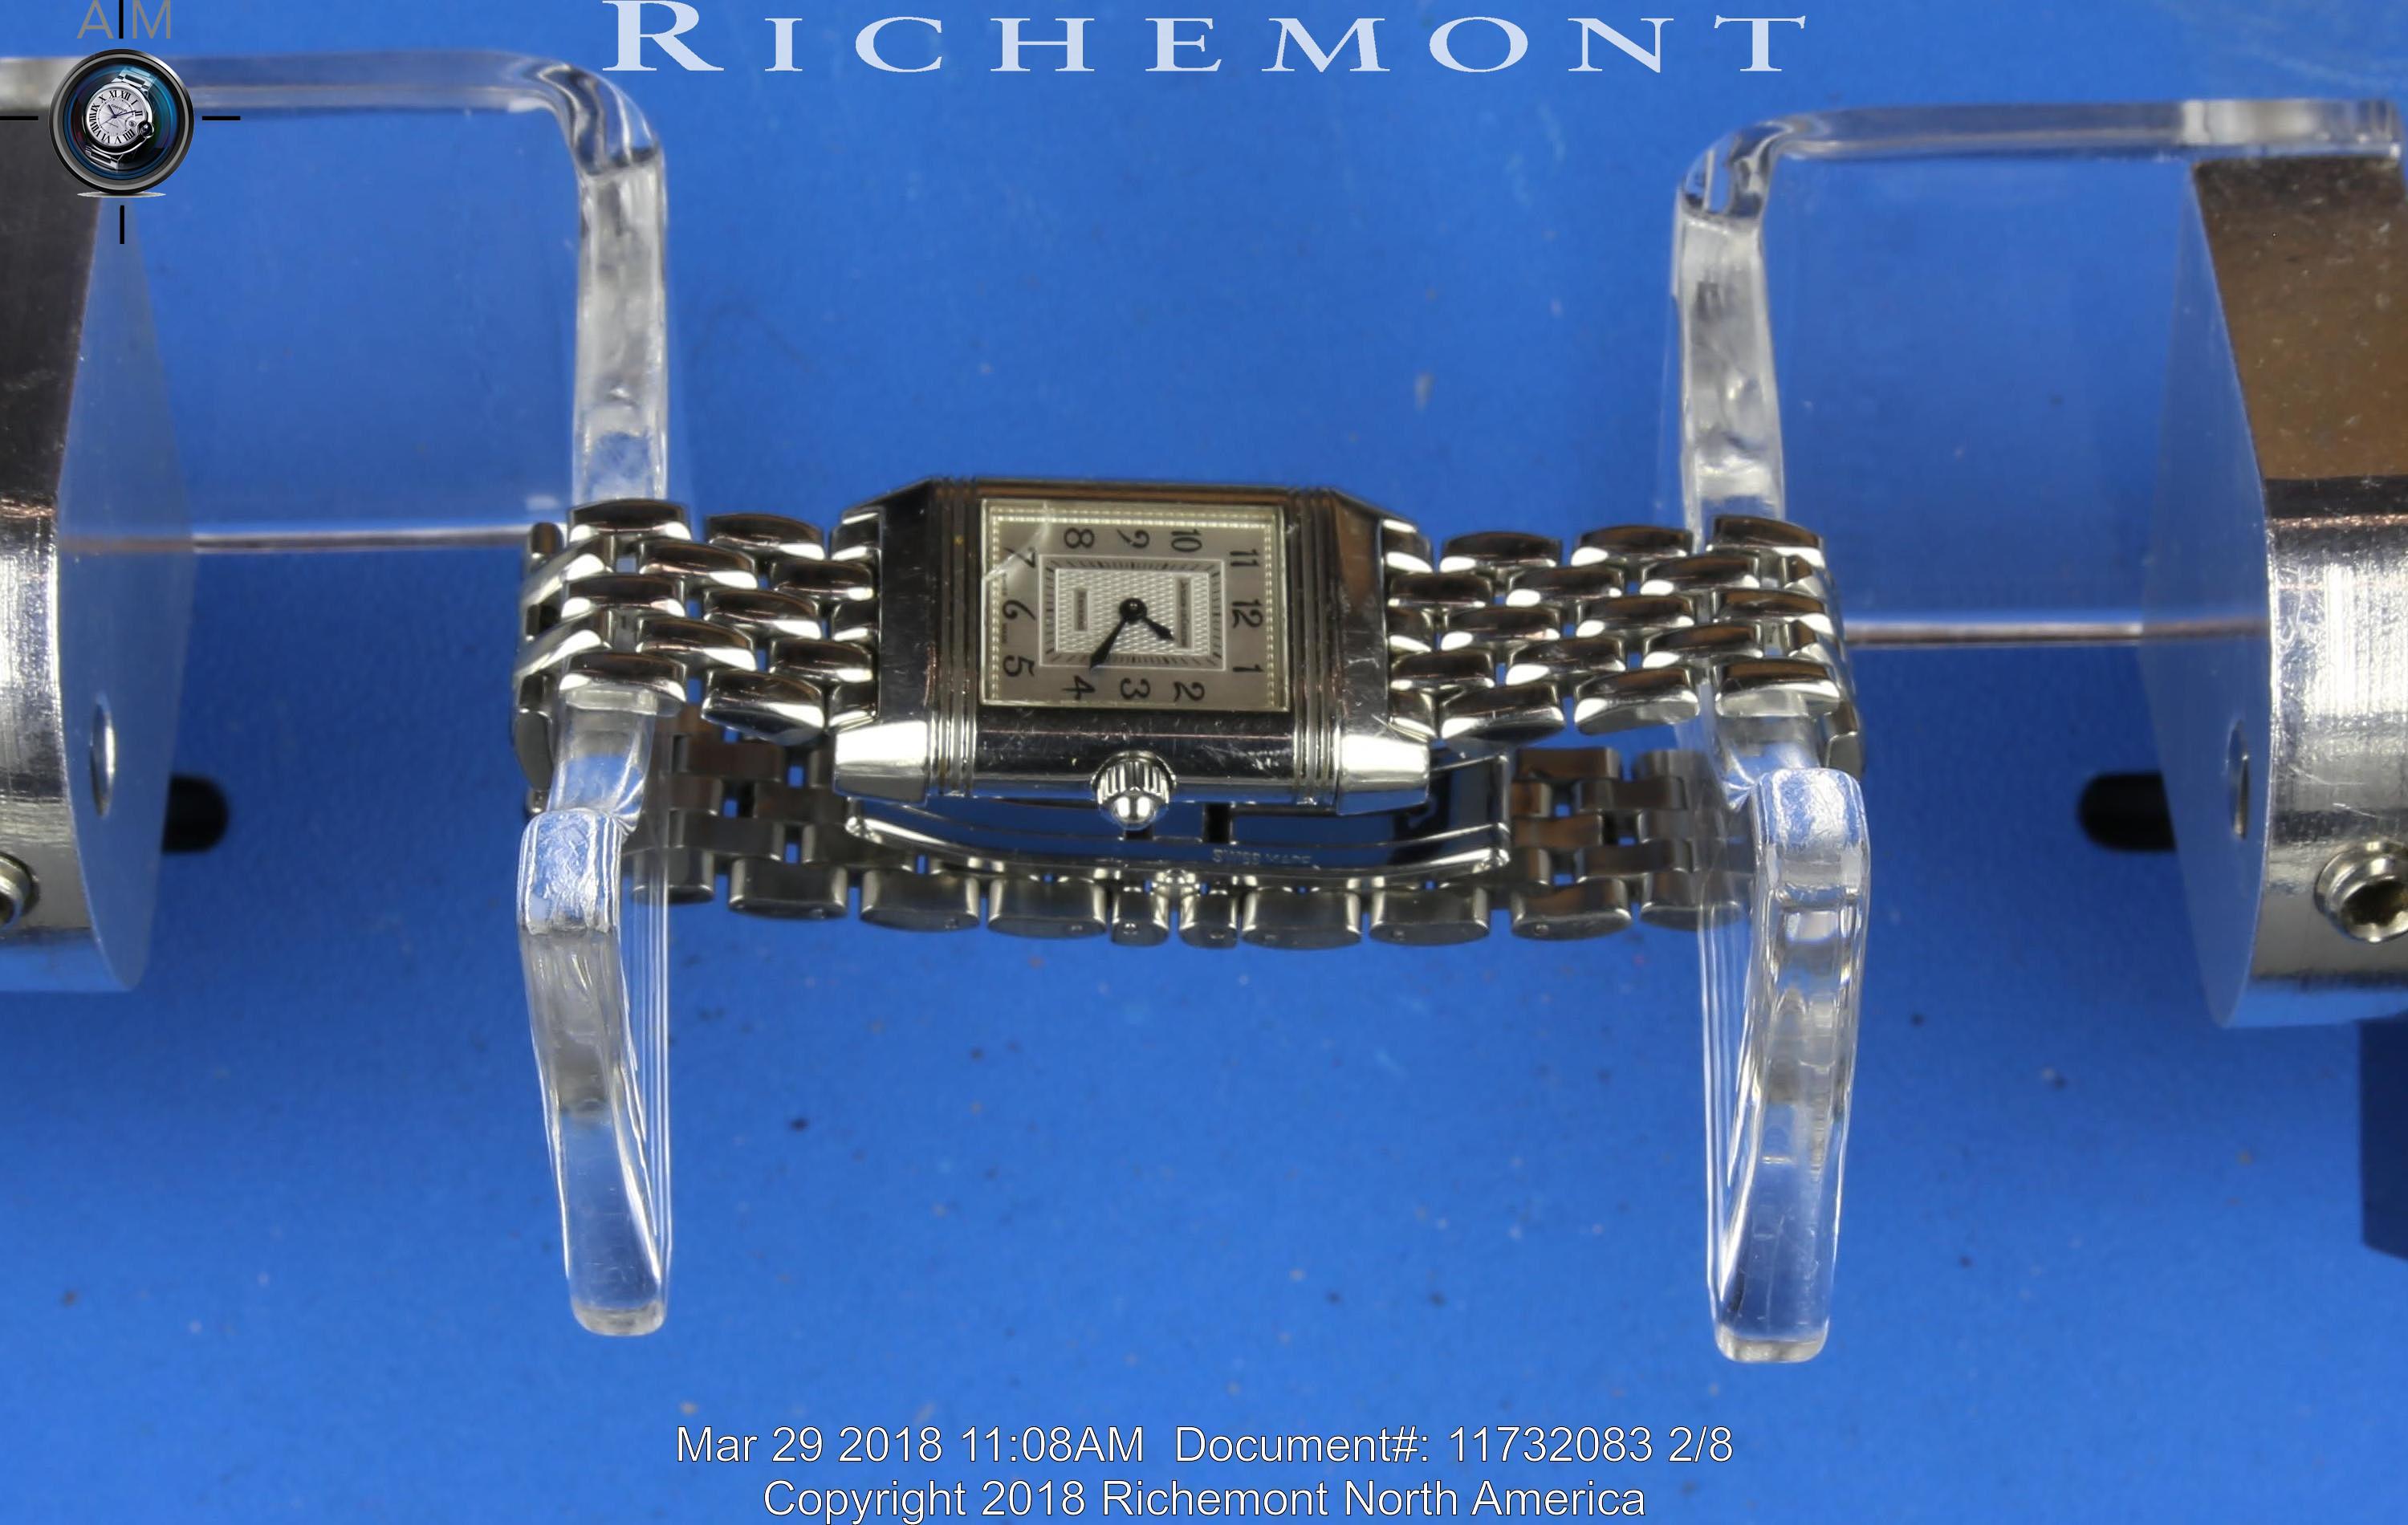 A|M
RICHEMONT
8 9 10
7 11
6 12
5 1
4 3 2
SWISS MADE
Mar 29 2018 11:08AM Document#: 11732083 2/8
Copyright 2018 Richemont North America